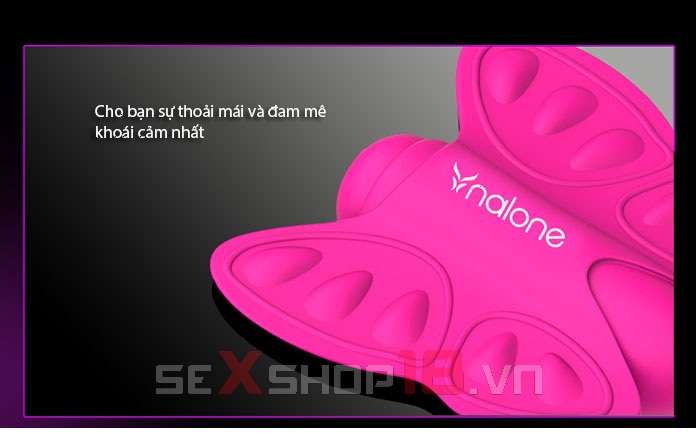 Cho bạn sự thoải mái và đam mê
khoái cảm nhất
nalone
seXshop18.vn